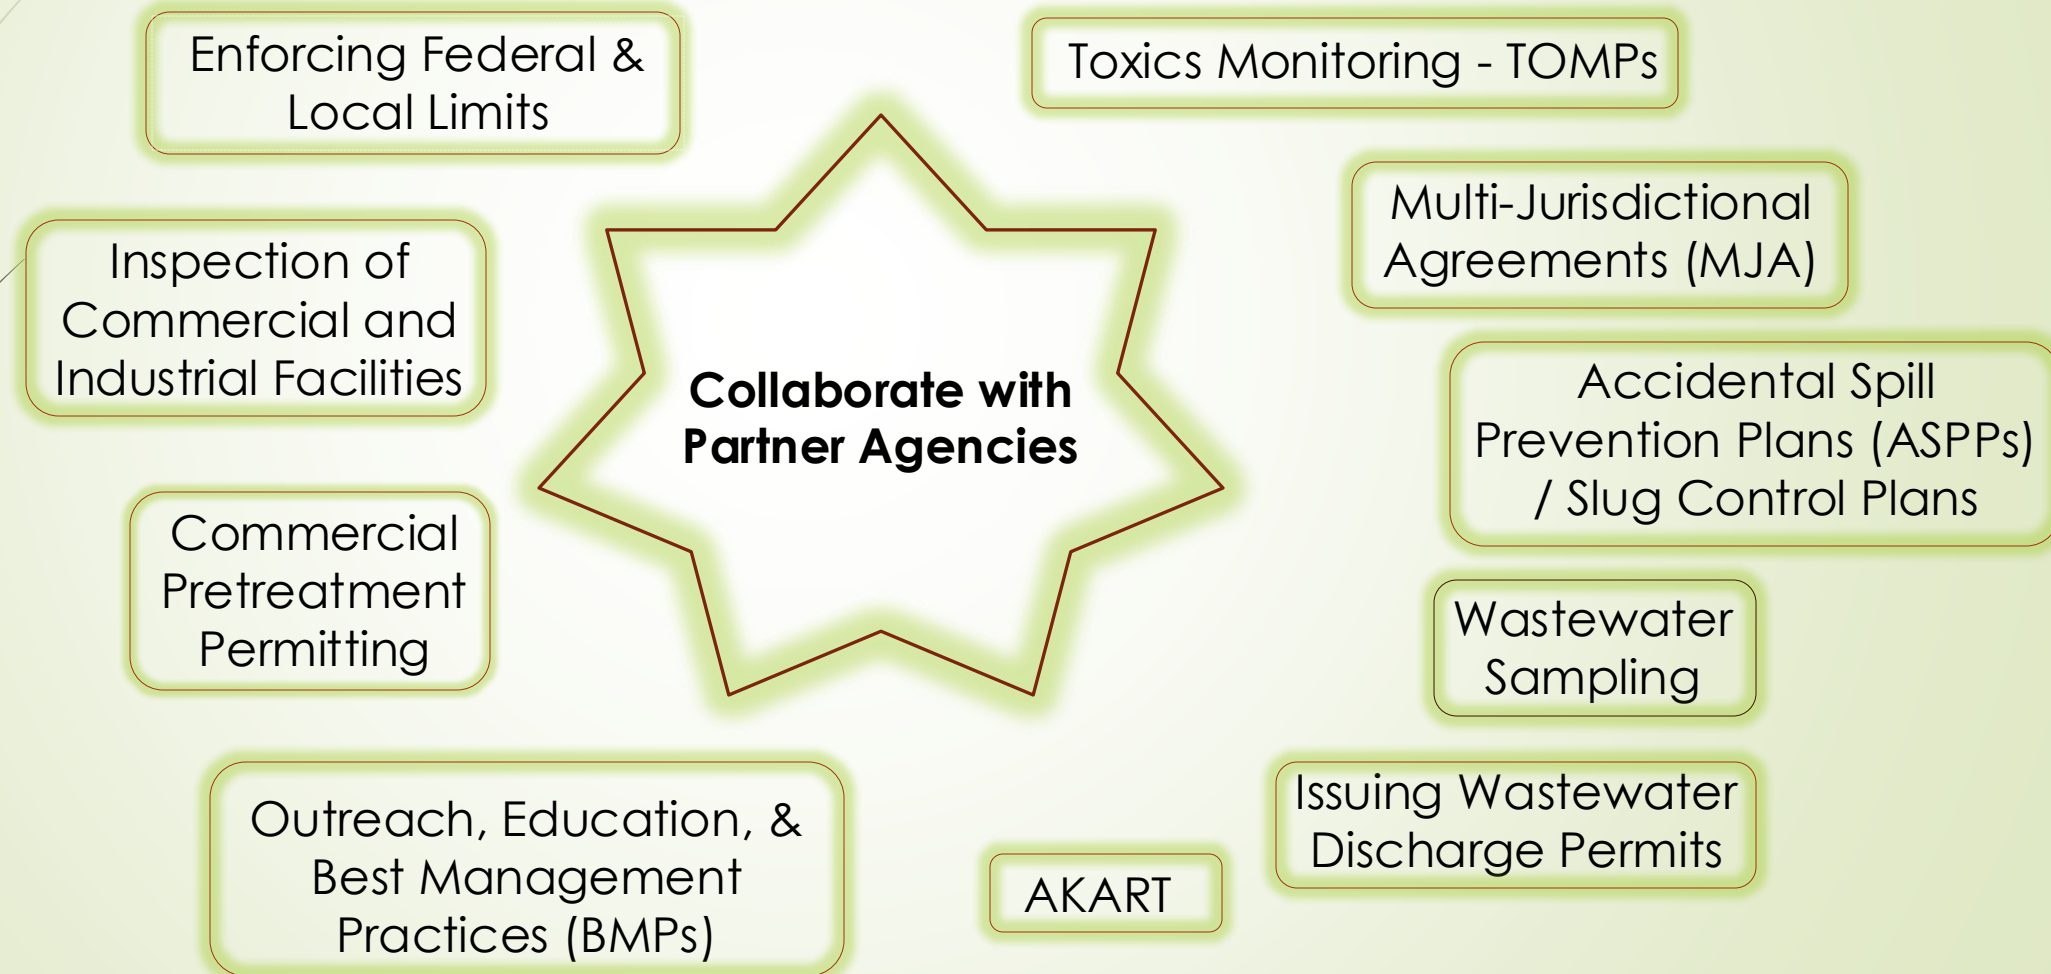 Enforcing Federal &
Local Limits
Toxics Monitoring - TOMPs
Multi-Jurisdictional
Agreements (MJA)
Inspection of
Commercial and
Industrial Facilities
Collaborate with
Partner Agencies
Accidental Spill
Prevention Plans (ASPPs)
/ Slug Control Plans
Commercial
Pretreatment
Permitting
Wastewater
Sampling
Outreach, Education, &
Best Management
Practices (BMPs)
AKART
Issuing Wastewater
Discharge Permits